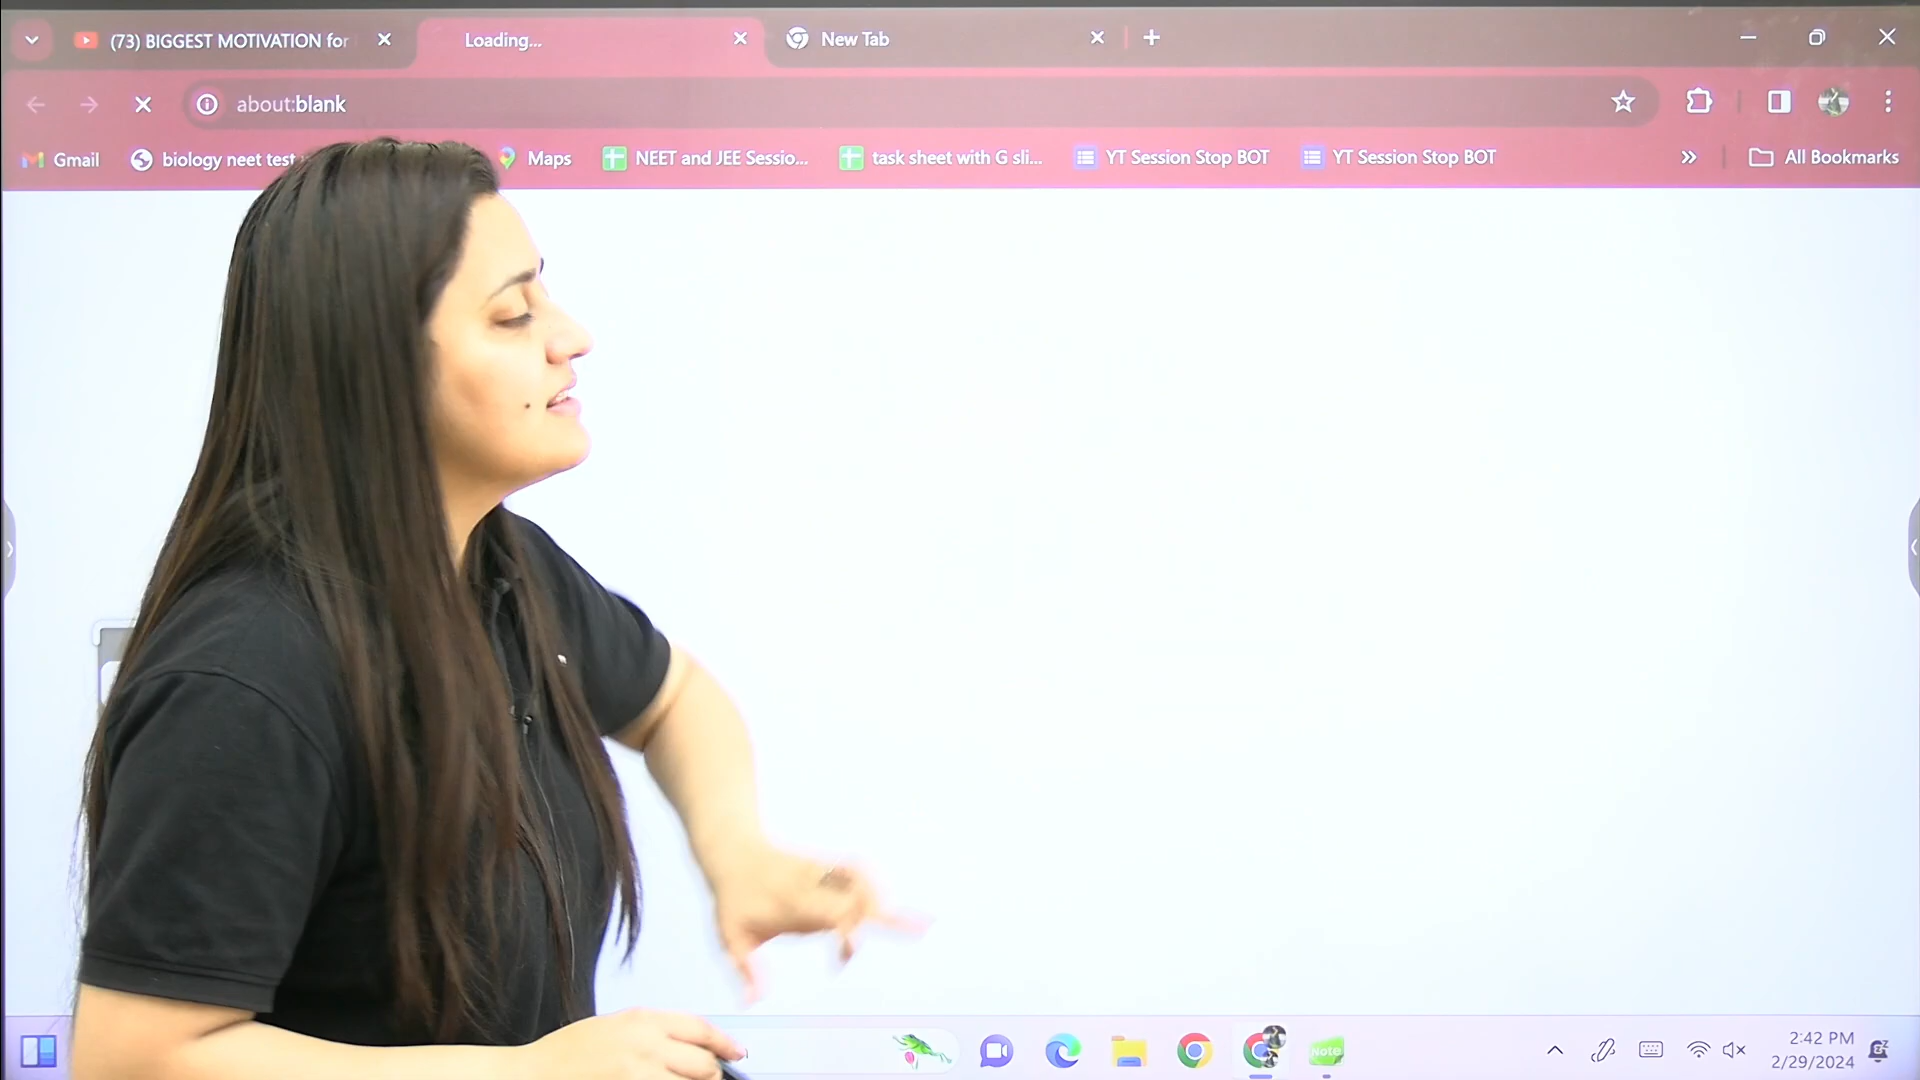 (73) BIGGEST MOTIVATION for
Loading...
New Tab
about:blank
Gmail
biology neet test
Maps
NEET and JEE Sessio...
task sheet with G sli...
YT Session Stop BOT
YT Session Stop BOT
All Bookmarks
Note
2:42 PM
2/29/2024